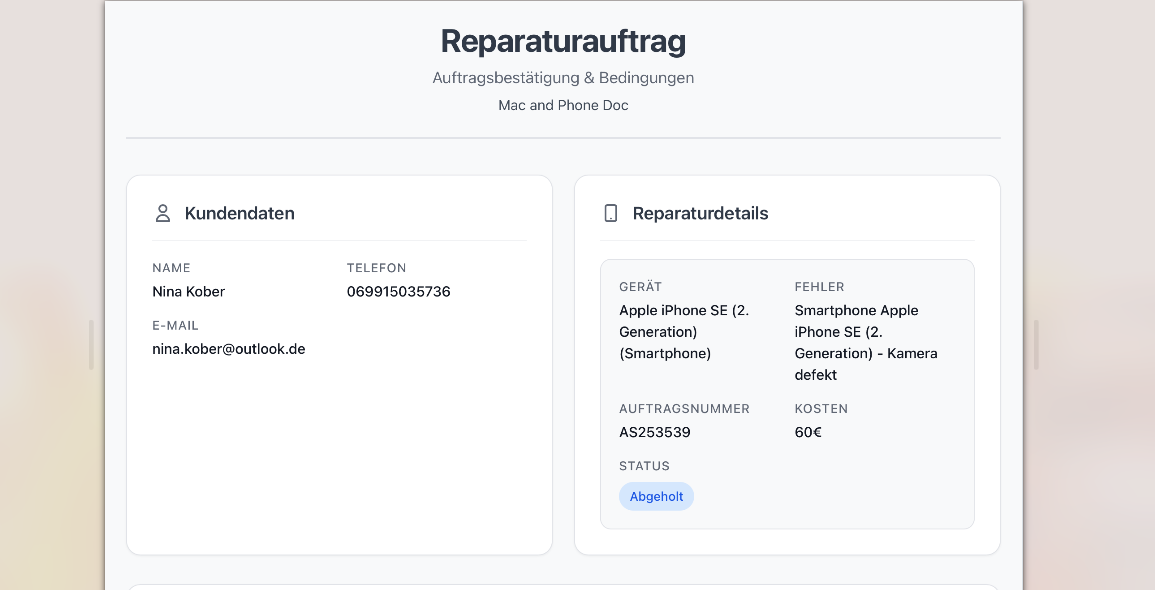 Reparaturauftrag
Auftragsbestätigung & Bedingungen
Mac and Phone Doc
Kundendaten
NAME
Nina Kober
TELEFON
069915035736
E-MAIL
nina.kober@outlook.de
Reparaturdetails
GERÄT
Apple iPhone SE (2.
Generation)
(Smartphone)
FEHLER
Smartphone Apple
iPhone SE (2.
Generation) - Kamera
defekt
AUFTRAGSNUMMER
AS253539
KOSTEN
60€
STATUS
Abgeholt